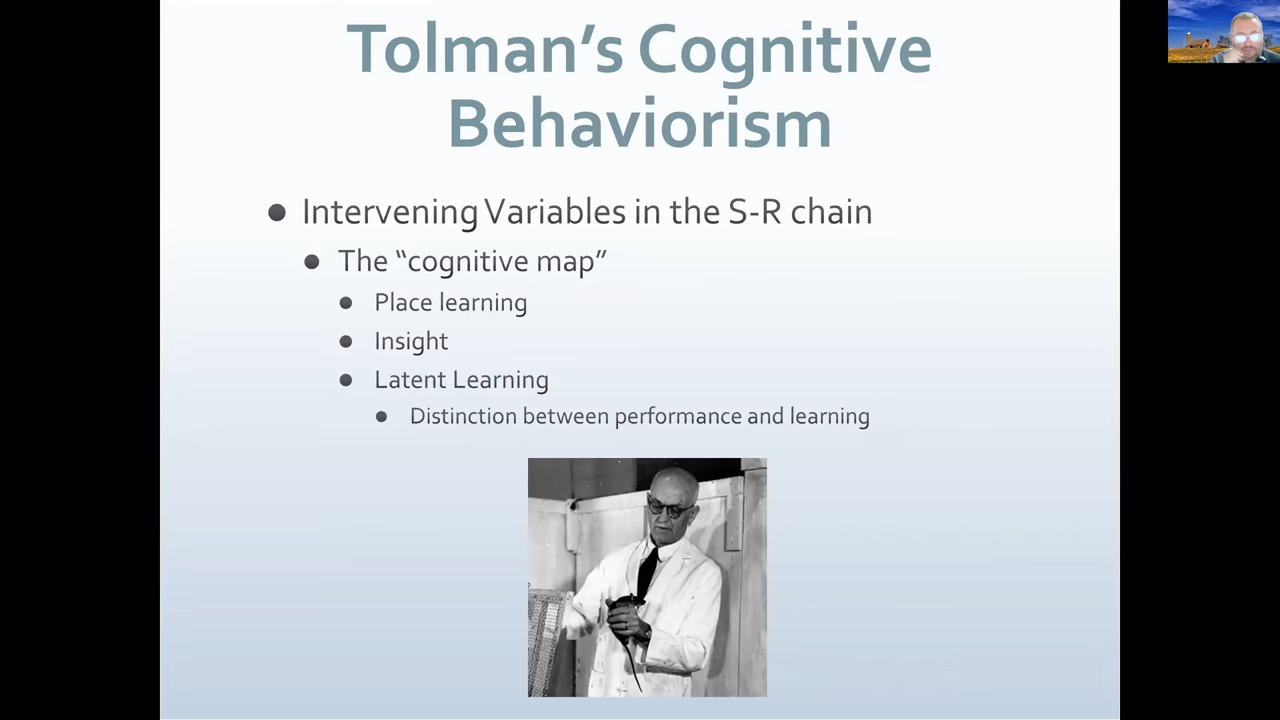 Tolman’s Cognitive
Behaviorism
Intervening Variables in the S-R chain
The “cognitive map”
Place learning
Insight
Latent Learning
Distinction between performance and learning